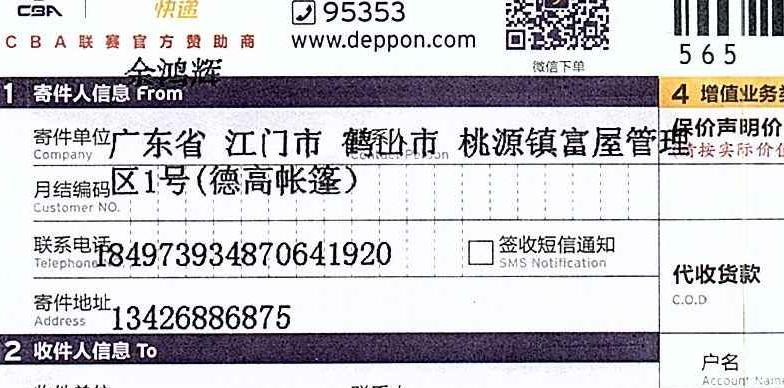 CBA 快递 95353
CBA联赛官方赞助商 www.deppon.com
微信下单
565
余鸿辉
1 寄件人信息 From
4 增值业务
寄件单位 广东省 江门市 鹤山市 桃源镇富屋管理
Company Contact Person
保价声明价
请按实际价值
月结编码 区1号(德高帐篷)
Customer NO.
联系电话 184973934870641920 签收短信通知
Telephone SMS Notification
代收货款
C.O.D
寄件地址 13426886875
Address
2 收件人信息 To
户名
Account Name